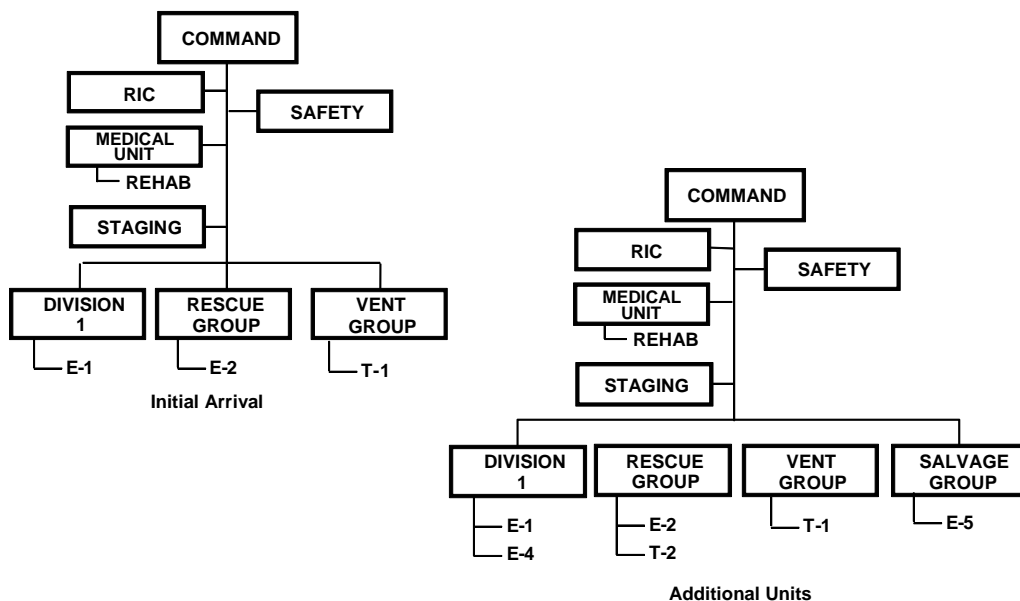 COMMAND
RIC
SAFETY
MEDICAL
UNIT
REHAB
STAGING
DIVISION
1
RESCUE
GROUP
VENT
GROUP
E-1
E-2
T-1
Initial Arrival
COMMAND
RIC
SAFETY
MEDICAL
UNIT
REHAB
STAGING
DIVISION
1
RESCUE
GROUP
VENT
GROUP
SALVAGE
GROUP
E-1
E-4
E-2
T-2
T-1
E-5
Additional Units